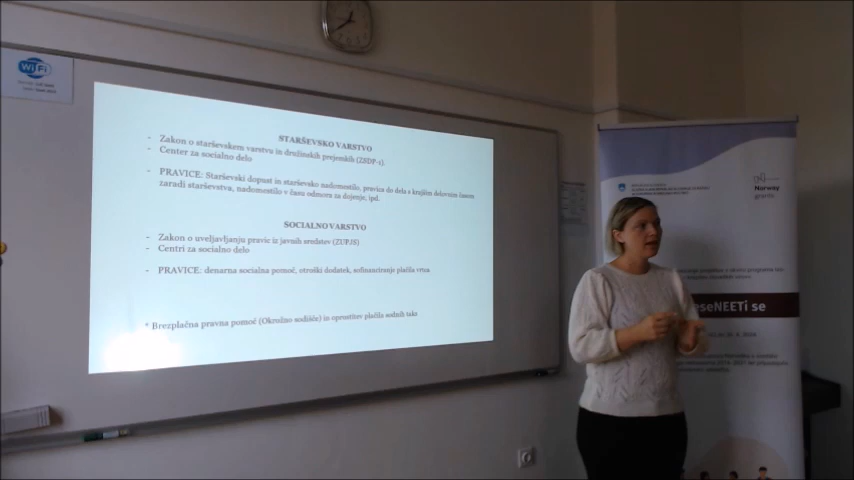 WiFi
STARŠEVSKO VARSTVO
- Zakon o starševskem varstvu in družinskih prejemkih (ZSDP-1).
- Center za socialno delo
- PRAVICE: Starševski dopust in starševsko nadomestilo, pravica do dela s krajšim delovnim časom
zaradi starševstva, nadomestilo v času odmora za dojenje, ipd.
SOCIALNO VARSTVO
- Zakon o uveljavljanju pravic iz javnih sredstev (ZUPJS)
- Centri za socialno delo
- PRAVICE: denarna socialna pomoč, otroški dodatek, sofinanciranje plačila vrtca.
* Brezplačna pravna pomoč (Okrožno sodišče) in oprostitev plačila sodnih taks
Norway
grants
eseNEETi se